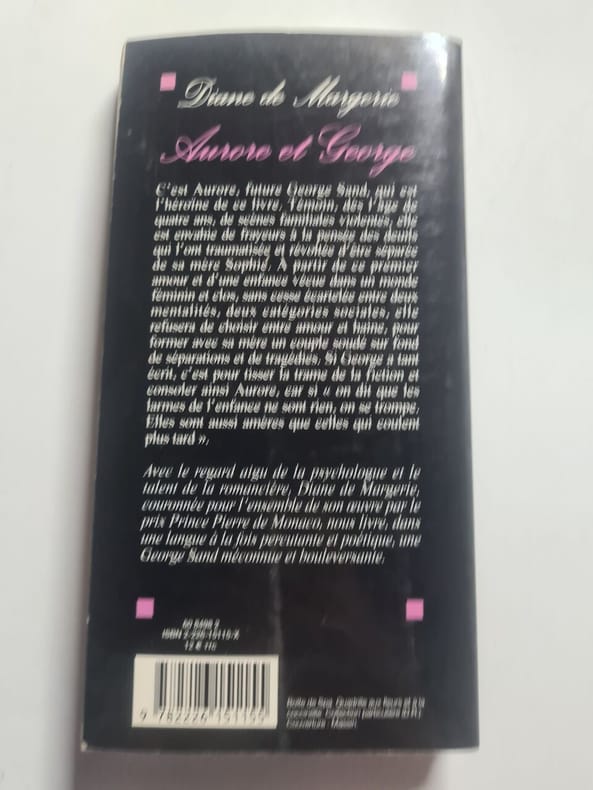 Diane de Margerie
Aurore et George
C'est Aurore, future George Sand, qui est
l'héroïne de ce livre. Témoin, dès l'âge de
quatre ans, de scènes familiales violentes, elle
est envahie de frayeurs à la pensée des deuils
qui l'ont traumatisée et révoltée d'être séparée
de sa mère Sophie. À partir de ce premier
amour et d'une enfance vécue dans un monde
féminin et clos, sans cesse écartelée entre deux
mentalités, deux catégories sociales, elle
refusera de choisir entre amour et haine, pour
former avec sa mère un couple soudé sur fond
de séparations et de tragédies. Si George a tant
écrit, c'est pour tisser la trame de la fiction et
consoler ainsi Aurore, car si « on dit que les
larmes de l'enfance ne sont rien, on se trompe.
Elles sont aussi amères que celles qui coulent
plus tard ».
Avec le regard aigu de la psychologue et le
talent de la romancière, Diane de Margerie,
couronnée pour l'ensemble de son œuvre par le
prix Prince Pierre de Monaco, nous livre, dans
une langue à la fois percutante et poétique, une
George Sand méconnue et bouleversante.
ISBN 2-226-15115-X
12 € TTC
9 782226 151155
collection particulière
Couverture :